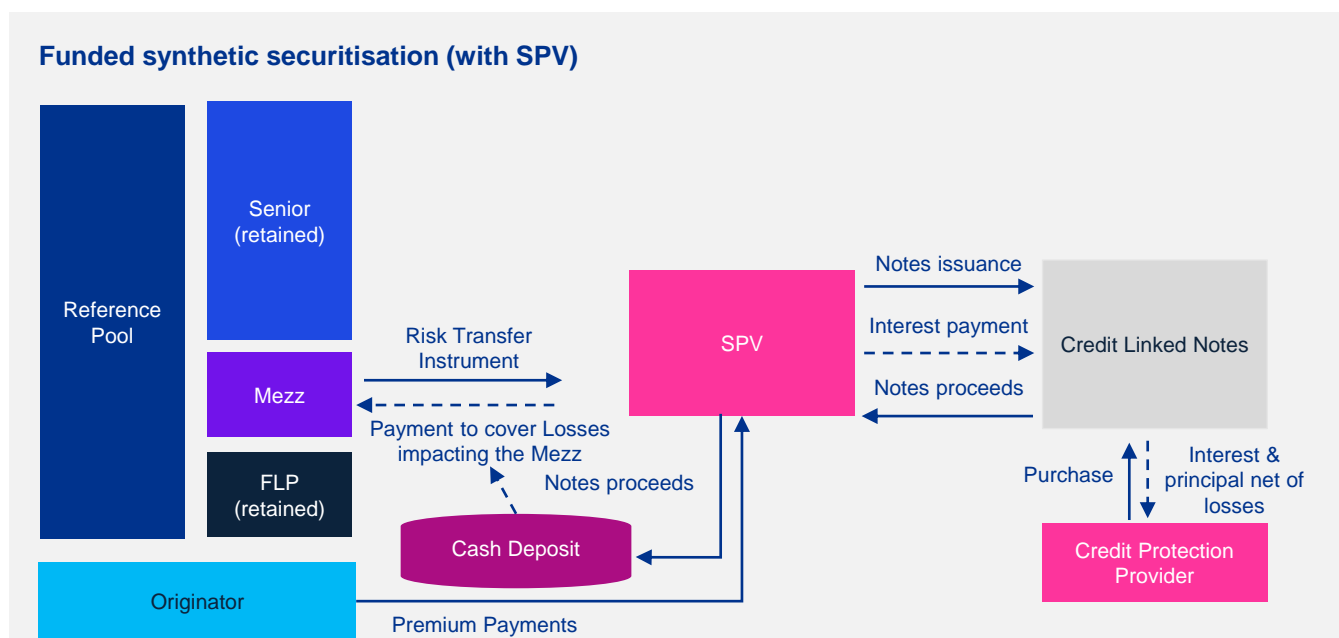 Funded synthetic securitisation (with SPV)
Reference
Pool
Senior
(retained)
Mezz
FLP
(retained)
Originator
Risk Transfer
Instrument
Payment to cover Losses
impacting the Mezz
Notes proceeds
Cash Deposit
Premium Payments
SPV
Notes issuance
Interest payment
Notes proceeds
Credit Linked Notes
Purchase
Interest &
principal net of
losses
Credit Protection
Provider